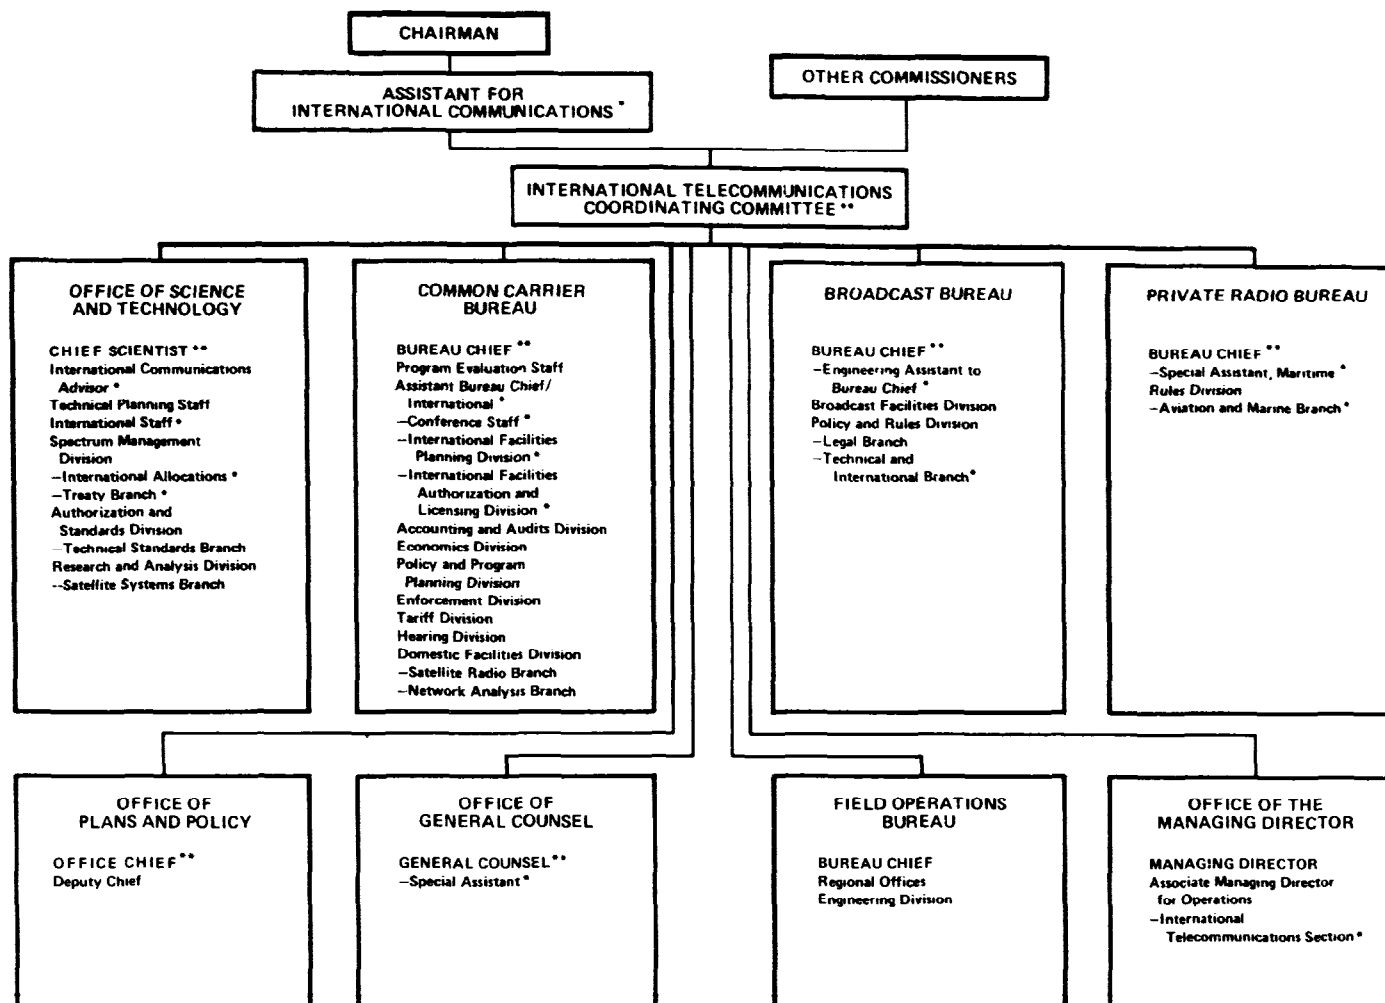 CHAIRMAN
ASSISTANT FOR
INTERNATIONAL COMMUNICATIONS *
OTHER COMMISSIONERS
INTERNATIONAL TELECOMMUNICATIONS
COORDINATING COMMITTEE **
OFFICE OF SCIENCE
AND TECHNOLOGY
CHIEF SCIENTIST **
International Communications
Advisor *
Technical Planning Staff
International Staff *
Spectrum Management
Division
—International Allocations *
—Treaty Branch *
Authorization and
Standards Division
—Technical Standards Branch
Research and Analysis Division
--Satellite Systems Branch
COMMON CARRIER
BUREAU
BUREAU CHIEF **
Program Evaluation Staff
Assistant Bureau Chief/
International *
—Conference Staff *
—International Facilities
Planning Division *
—International Facilities
Authorization and
Licensing Division *
Accounting and Audits Division
Economics Division
Policy and Program
Planning Division
Enforcement Division
Tariff Division
Hearing Division
Domestic Facilities Division
—Satellite Radio Branch
—Network Analysis Branch
BROADCAST BUREAU
BUREAU CHIEF **
—Engineering Assistant to
Bureau Chief *
Broadcast Facilities Division
Policy and Rules Division
—Legal Branch
—Technical and
International Branch *
PRIVATE RADIO BUREAU
BUREAU CHIEF **
—Special Assistant, Maritime *
Rules Division
—Aviation and Marine Branch *
OFFICE OF
PLANS AND POLICY
OFFICE CHIEF **
Deputy Chief
OFFICE OF
GENERAL COUNSEL
GENERAL COUNSEL **
—Special Assistant *
FIELD OPERATIONS
BUREAU
BUREAU CHIEF
Regional Offices
Engineering Division
OFFICE OF THE
MANAGING DIRECTOR
MANAGING DIRECTOR
Associate Managing Director
for Operations
—International
Telecommunications Section *